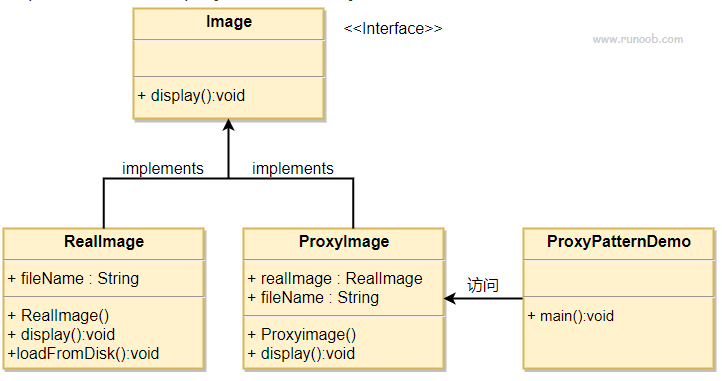 Image
<<Interface>>
www.runoob.com
+ display():void
implements
implements
RealImage
+ fileName : String
+ RealImage()
+ display():void
+loadFromDisk():void
ProxyImage
+ realImage : RealImage
+ fileName : String
+ Proxyimage()
+ display():void
访问
ProxyPatternDemo
+ main():void